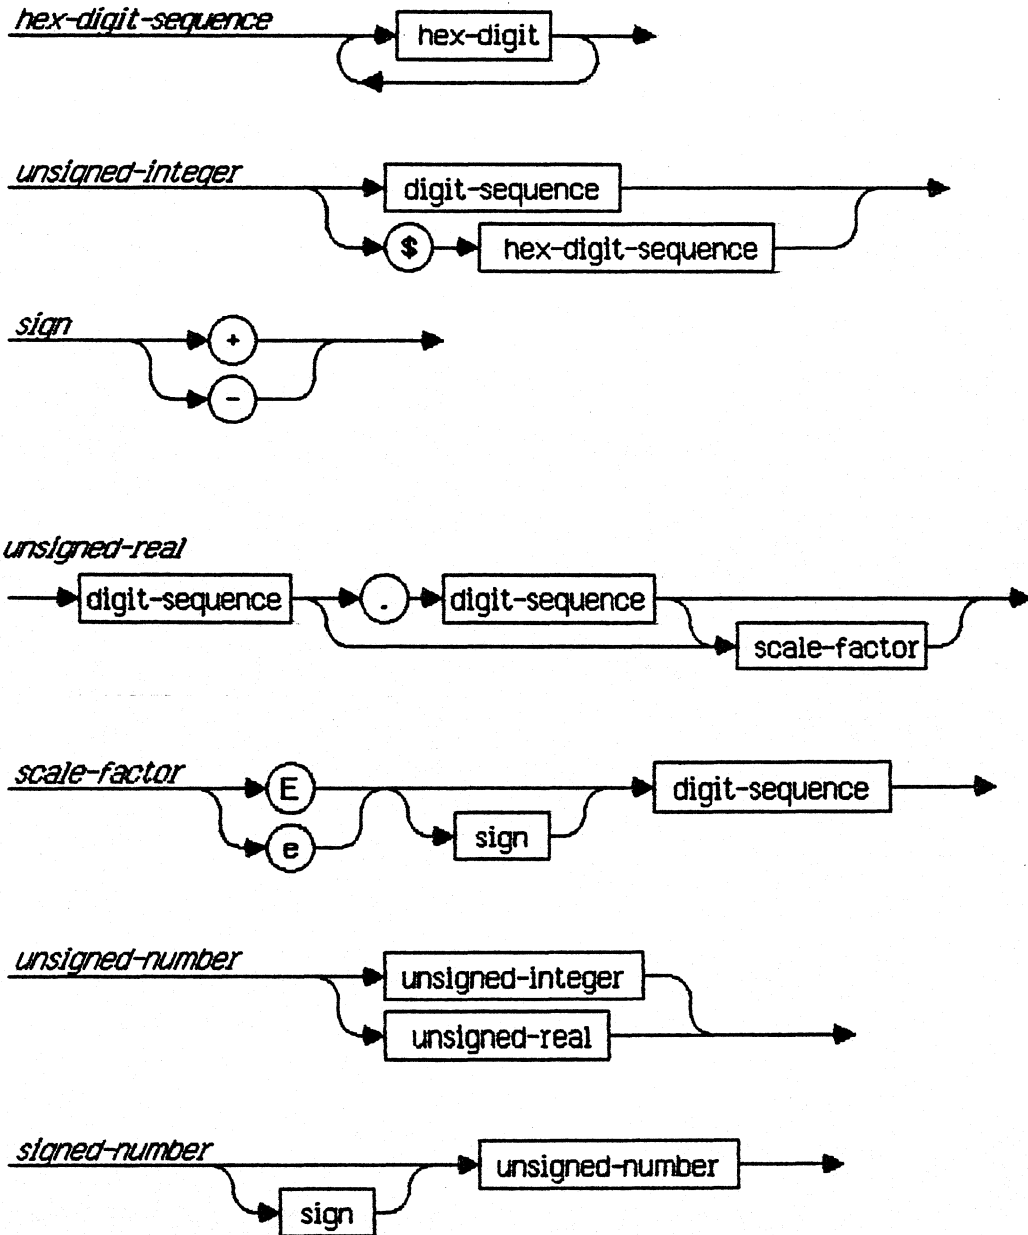 hex-digit-sequence
hex-digit
unsigned-integer
digit-sequence
$ hex-digit-sequence
sign
+
-
unsigned-real
digit-sequence . digit-sequence
scale-factor
scale-factor
E digit-sequence
e sign
unsigned-number
unsigned-integer
unsigned-real
signed-number
unsigned-number
sign